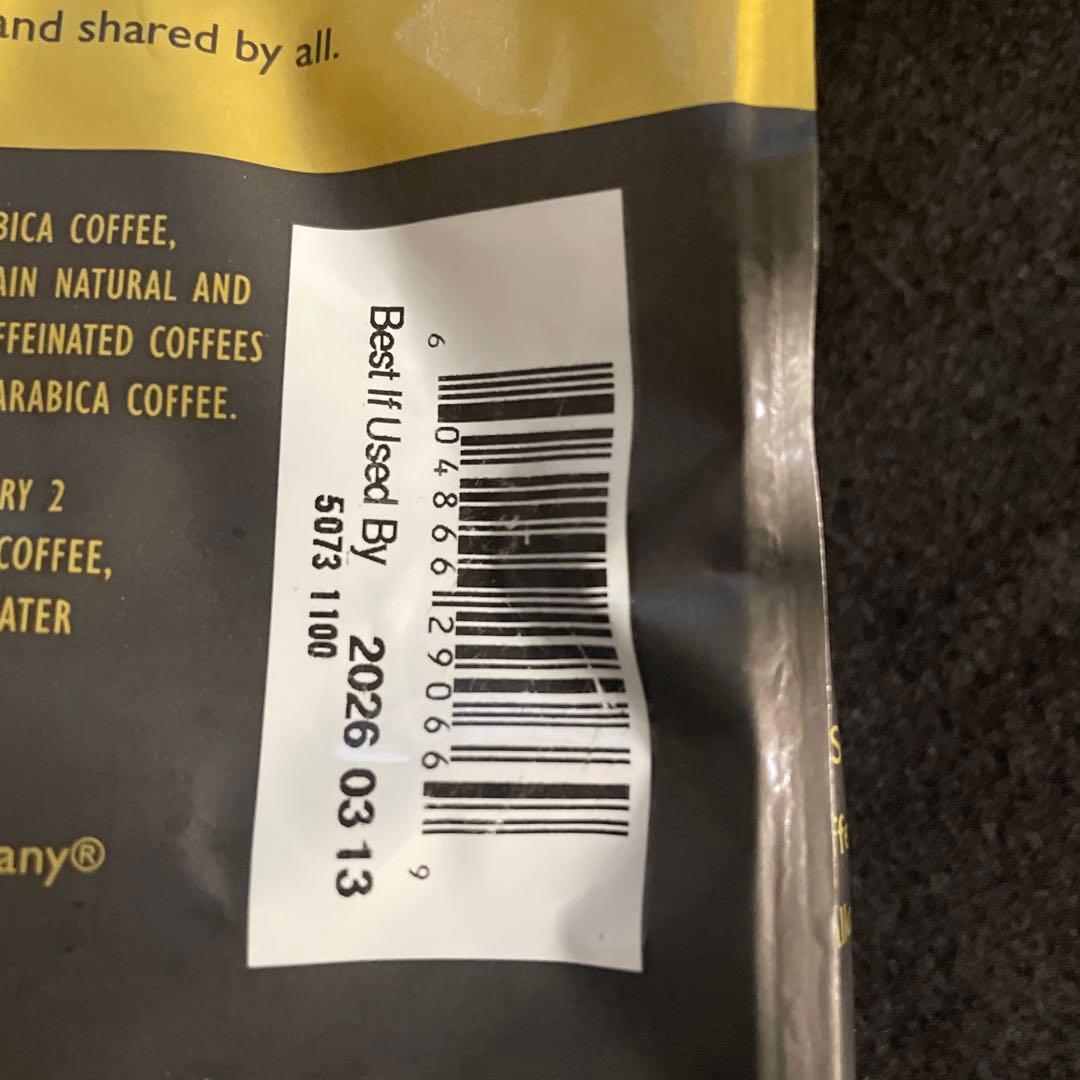 and shared by all.
BICA COFFEE,
AIN NATURAL AND
FFEINATED COFFEES
ARABICA COFFEE.
RY 2
COFFEE,
ATER
any®
6 04866 29066 9
Best If Used By 2026 03 13
5073 1100